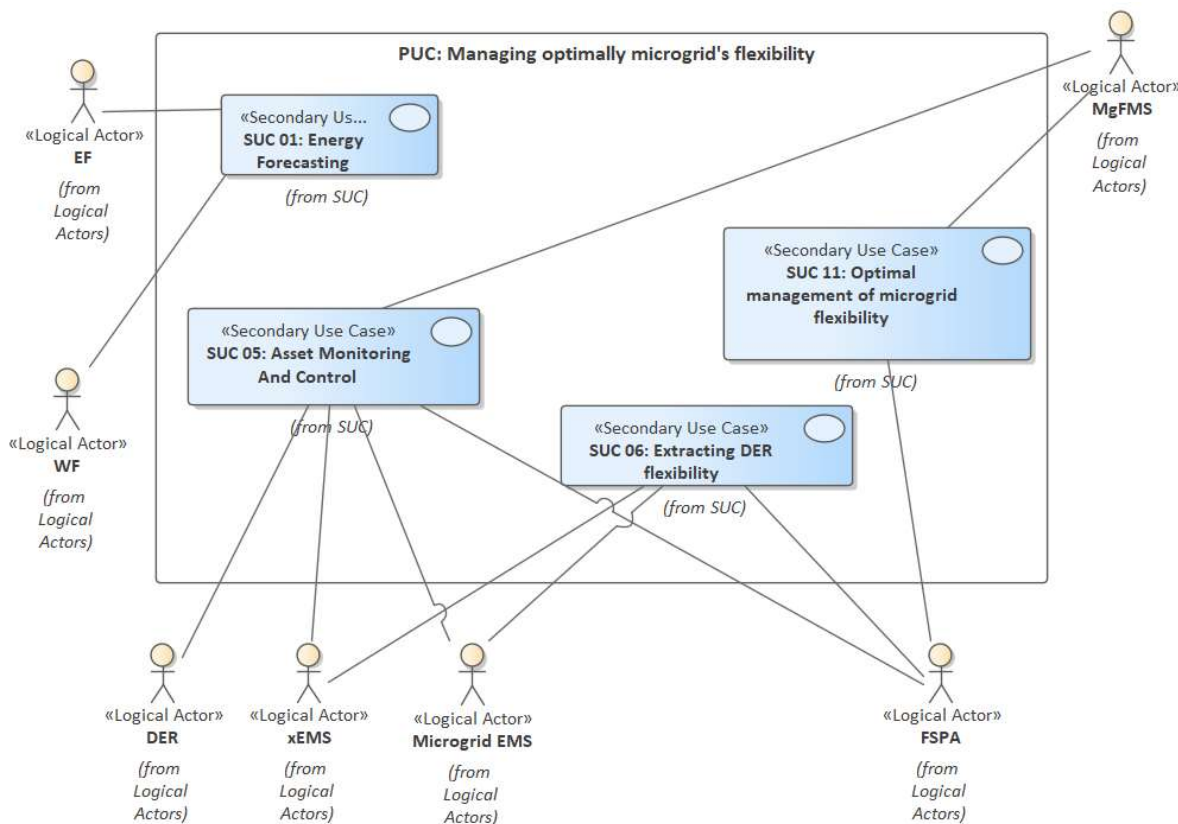 PUC: Managing optimally microgrid's flexibility
«Logical Actor»
EF
(from
Logical
Actors)
«Secondary Us...
SUC 01: Energy
Forecasting
(from SUC)
«Logical Actor»
MgFMS
(from
Logical
Actors)
«Secondary Use Case»
SUC 11: Optimal
management of microgrid
flexibility
(from SUC)
«Secondary Use Case»
SUC 05: Asset Monitoring
And Control
(from SUC)
«Logical Actor»
WF
(from
Logical
Actors)
«Secondary Use Case»
SUC 06: Extracting DER
flexibility
(from SUC)
«Logical Actor»
DER
(from
Logical
Actors)
«Logical Actor»
xEMS
(from
Logical
Actors)
«Logical Actor»
Microgrid EMS
(from
Logical
Actors)
«Logical Actor»
FSPA
(from
Logical
Actors)